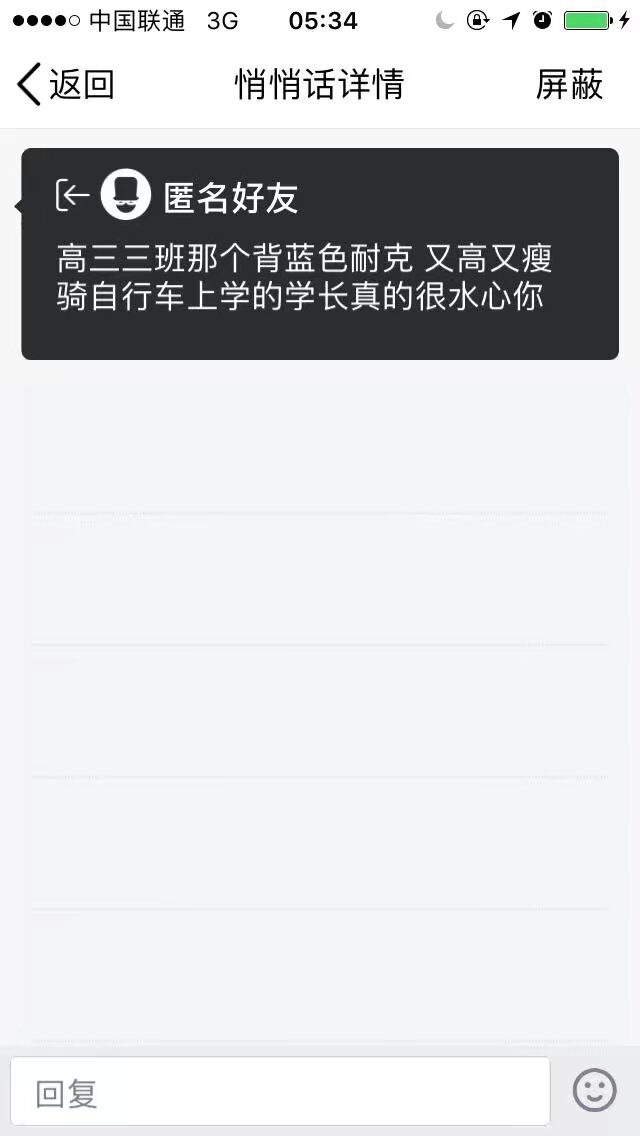 中国联通 3G 05:34
返回 悄悄话详情 屏蔽
匿名好友
高三三班那个背蓝色耐克 又高又瘦
骑自行车上学的学长真的很水心你
回复